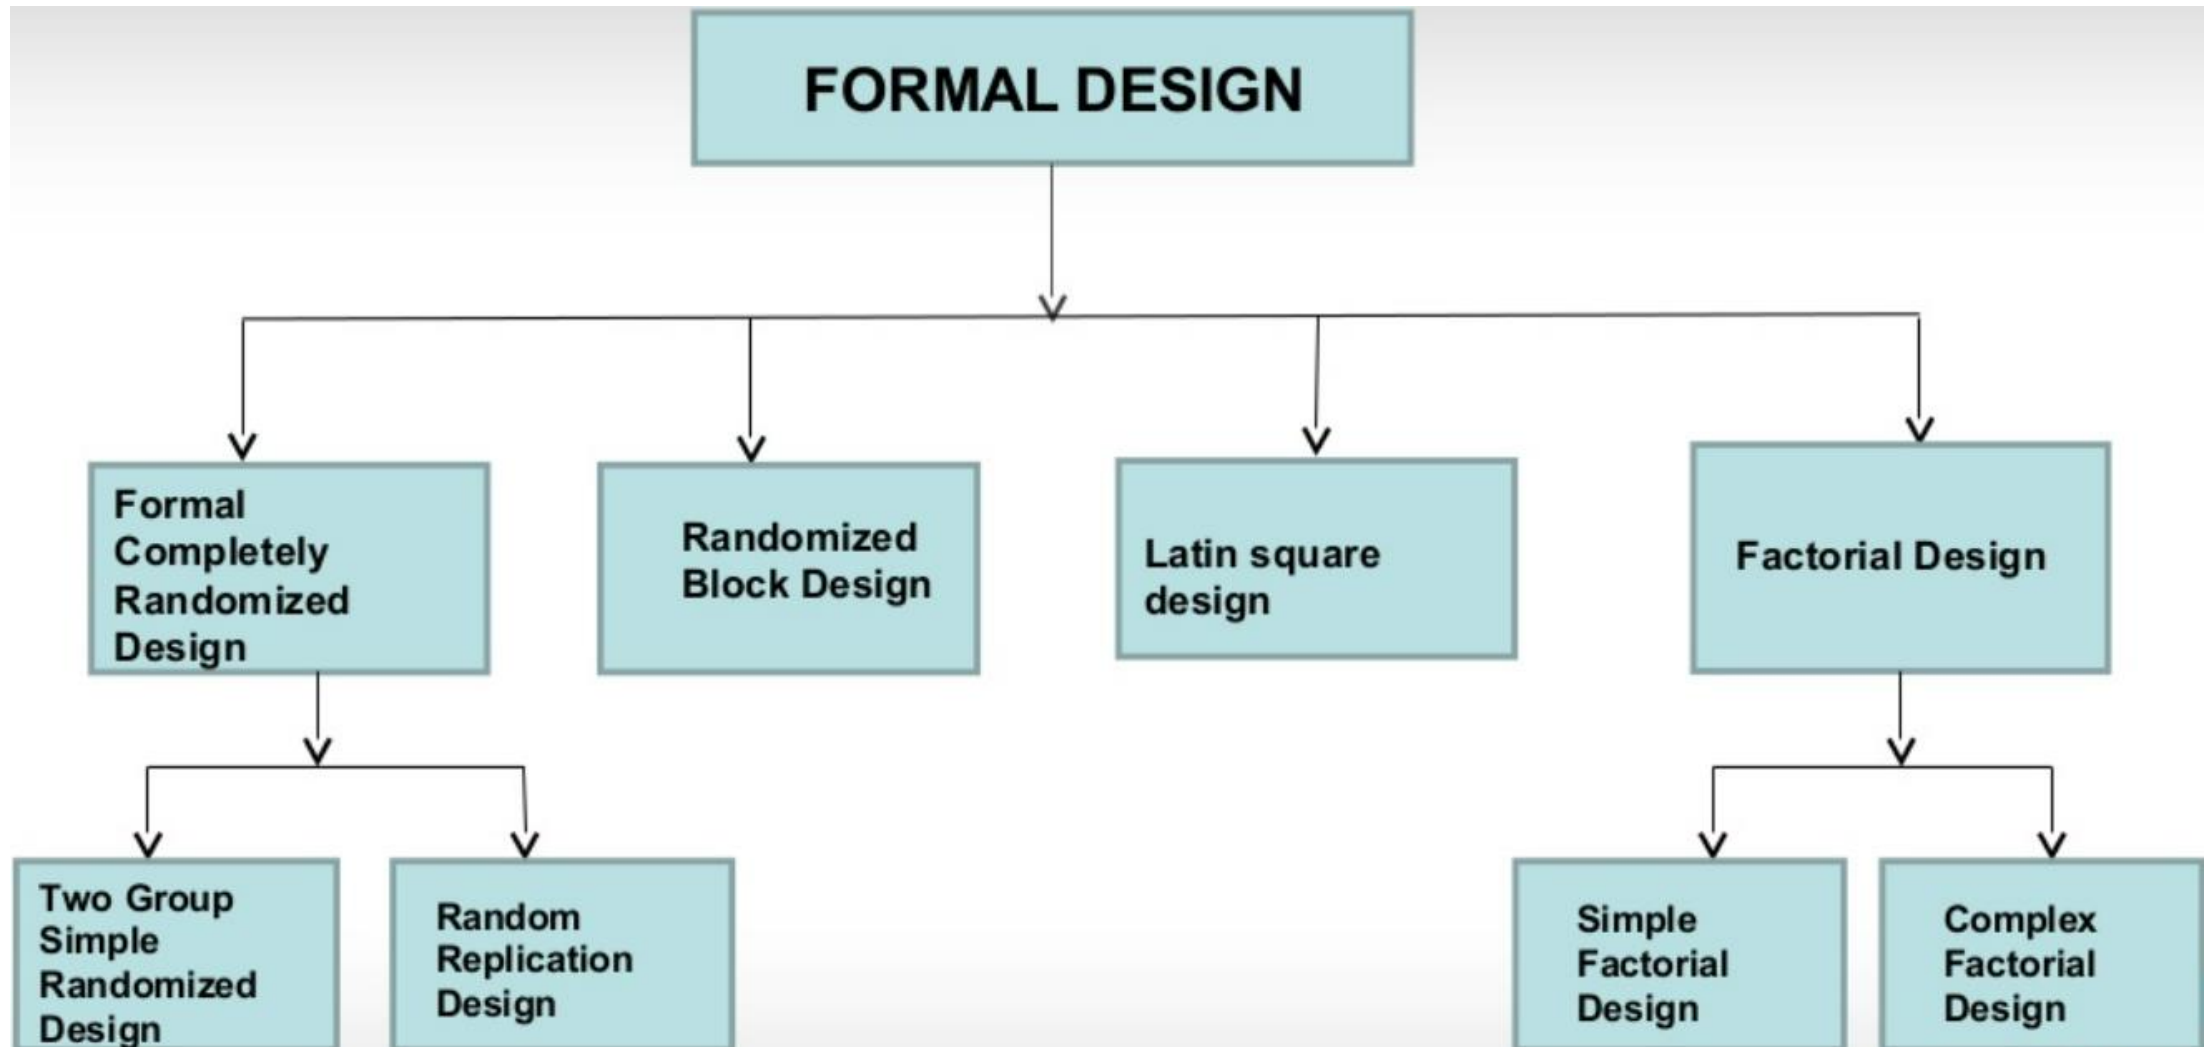 FORMAL DESIGN
Formal
Completely
Randomized
Design
Randomized
Block Design
Latin square
design
Factorial Design
Two Group
Simple
Randomized
Design
Random
Replication
Design
Simple
Factorial
Design
Complex
Factorial
Design